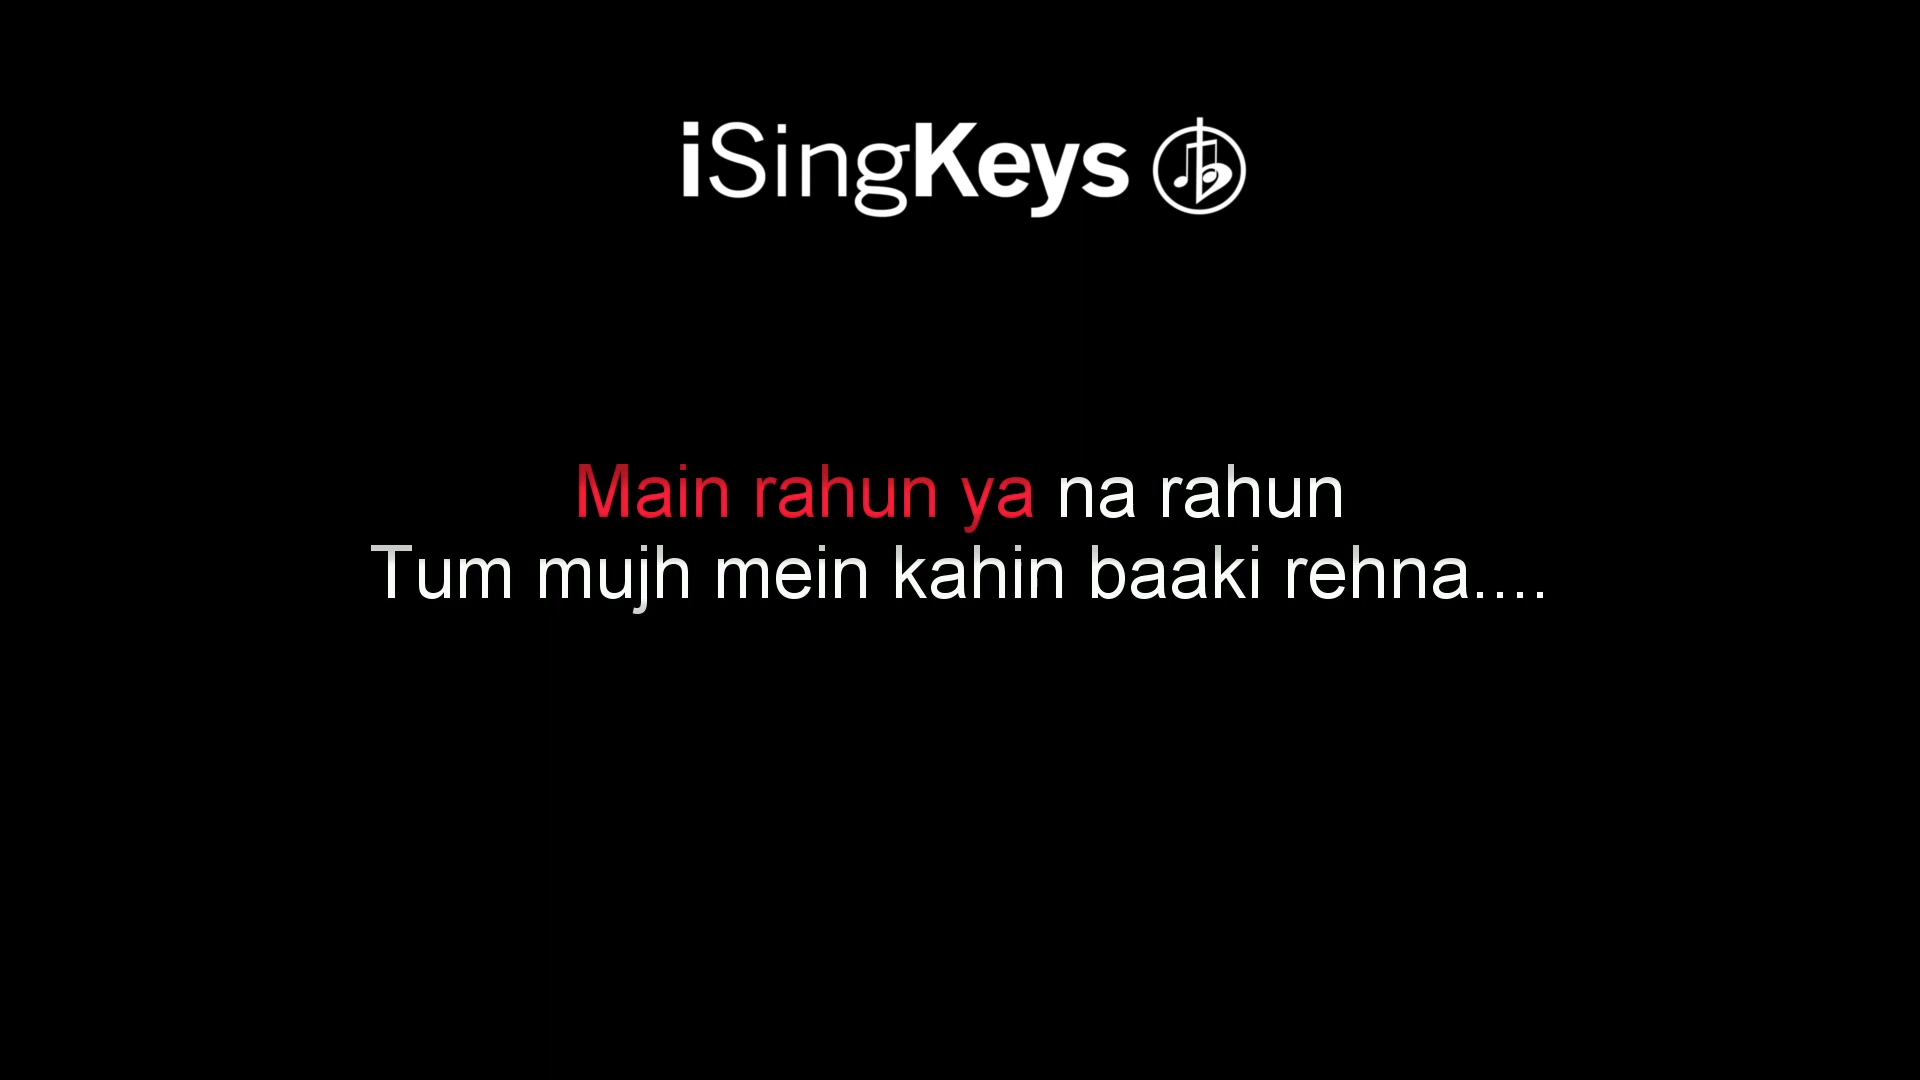 iSingKeys
Main rahun ya na rahun
Tum mujh mein kahin baaki rehna....